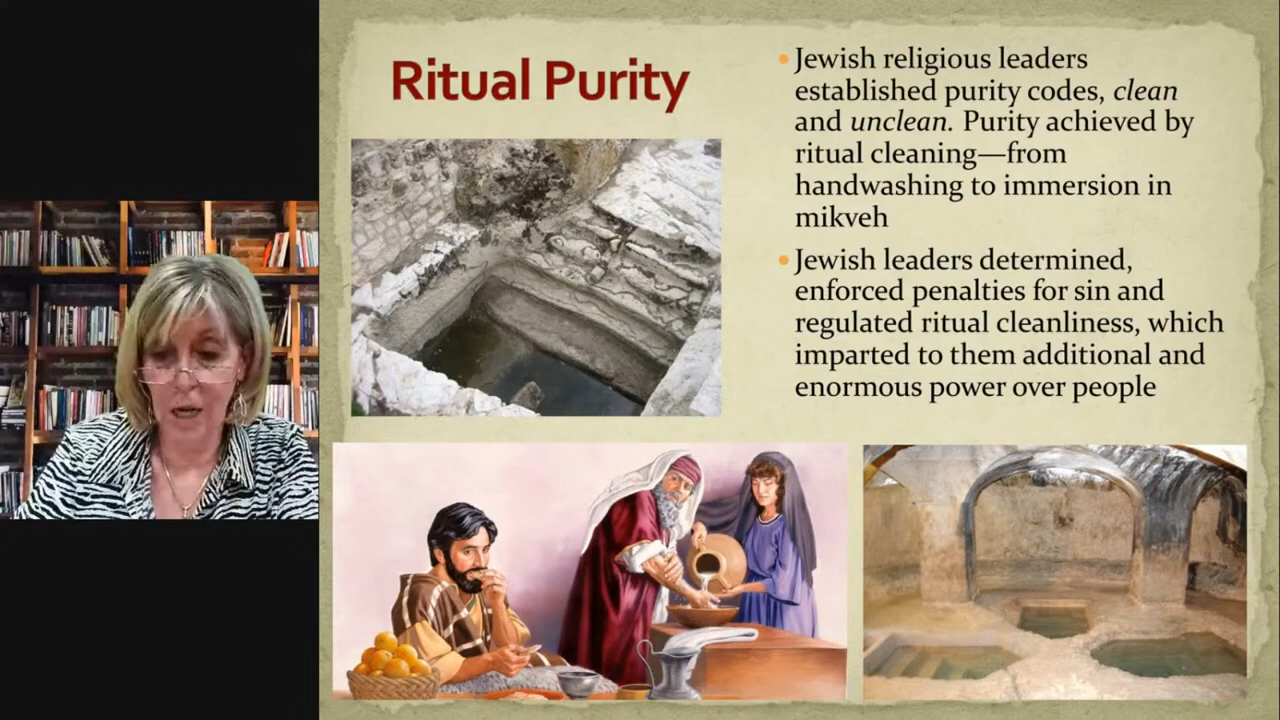 Ritual Purity
Jewish religious leaders
established purity codes, clean
and unclean. Purity achieved by
ritual cleaning—from
handwashing to immersion in
mikveh
Jewish leaders determined,
enforced penalties for sin and
regulated ritual cleanliness, which
imparted to them additional and
enormous power over people